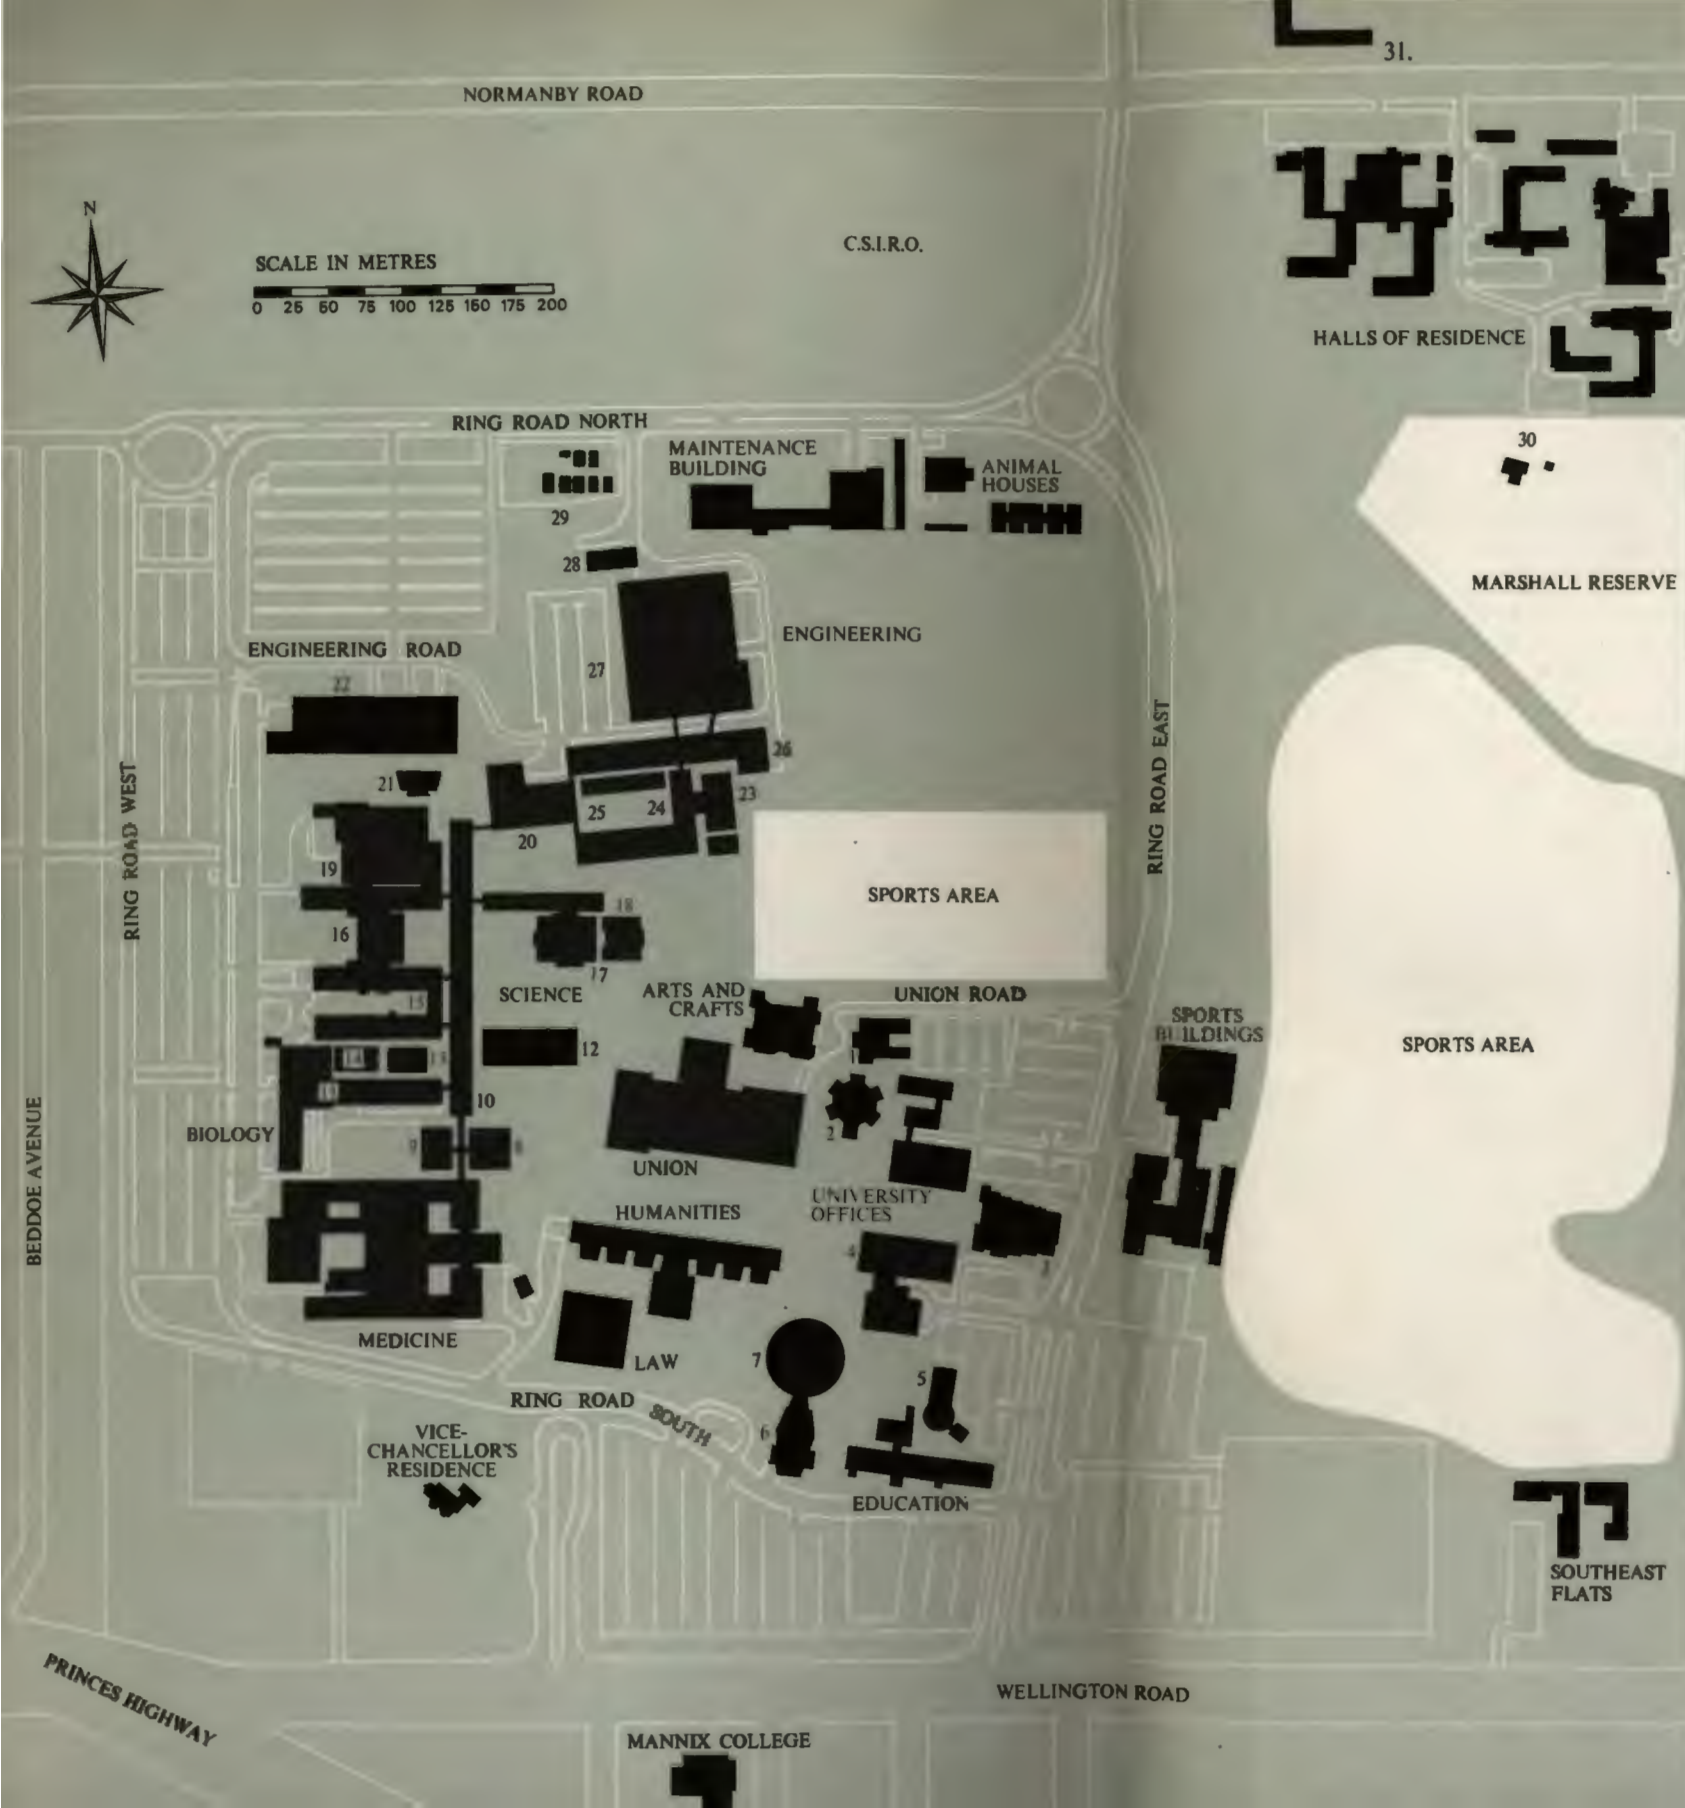 31.
NORMANBY ROAD
N
C.S.I.R.O.
SCALE IN METRES
0 25 50 75 100 125 150 175 200
HALLS OF RESIDENCE
RING ROAD NORTH
30
MAINTENANCE
BUILDING
ANIMAL
HOUSES
29
28
MARSHALL RESERVE
ENGINEERING
ENGINEERING ROAD
27
22
26
21
25
24
23
20
RING ROAD WEST
RING ROAD EAST
19
18
SPORTS AREA
16
17
SCIENCE
ARTS AND
CRAFTS
UNION ROAD
15
SPORTS
BUILDINGS
SPORTS AREA
12
14
13
1
10
2
BIOLOGY
9
8
UNION
BEDDOE AVENUE
UNIVERSITY
OFFICES
HUMANITIES
4
3
MEDICINE
LAW
7
5
RING ROAD SOUTH
6
VICE-
CHANCELLOR'S
RESIDENCE
EDUCATION
SOUTHEAST
FLATS
PRINCES HIGHWAY
WELLINGTON ROAD
MANNIX COLLEGE